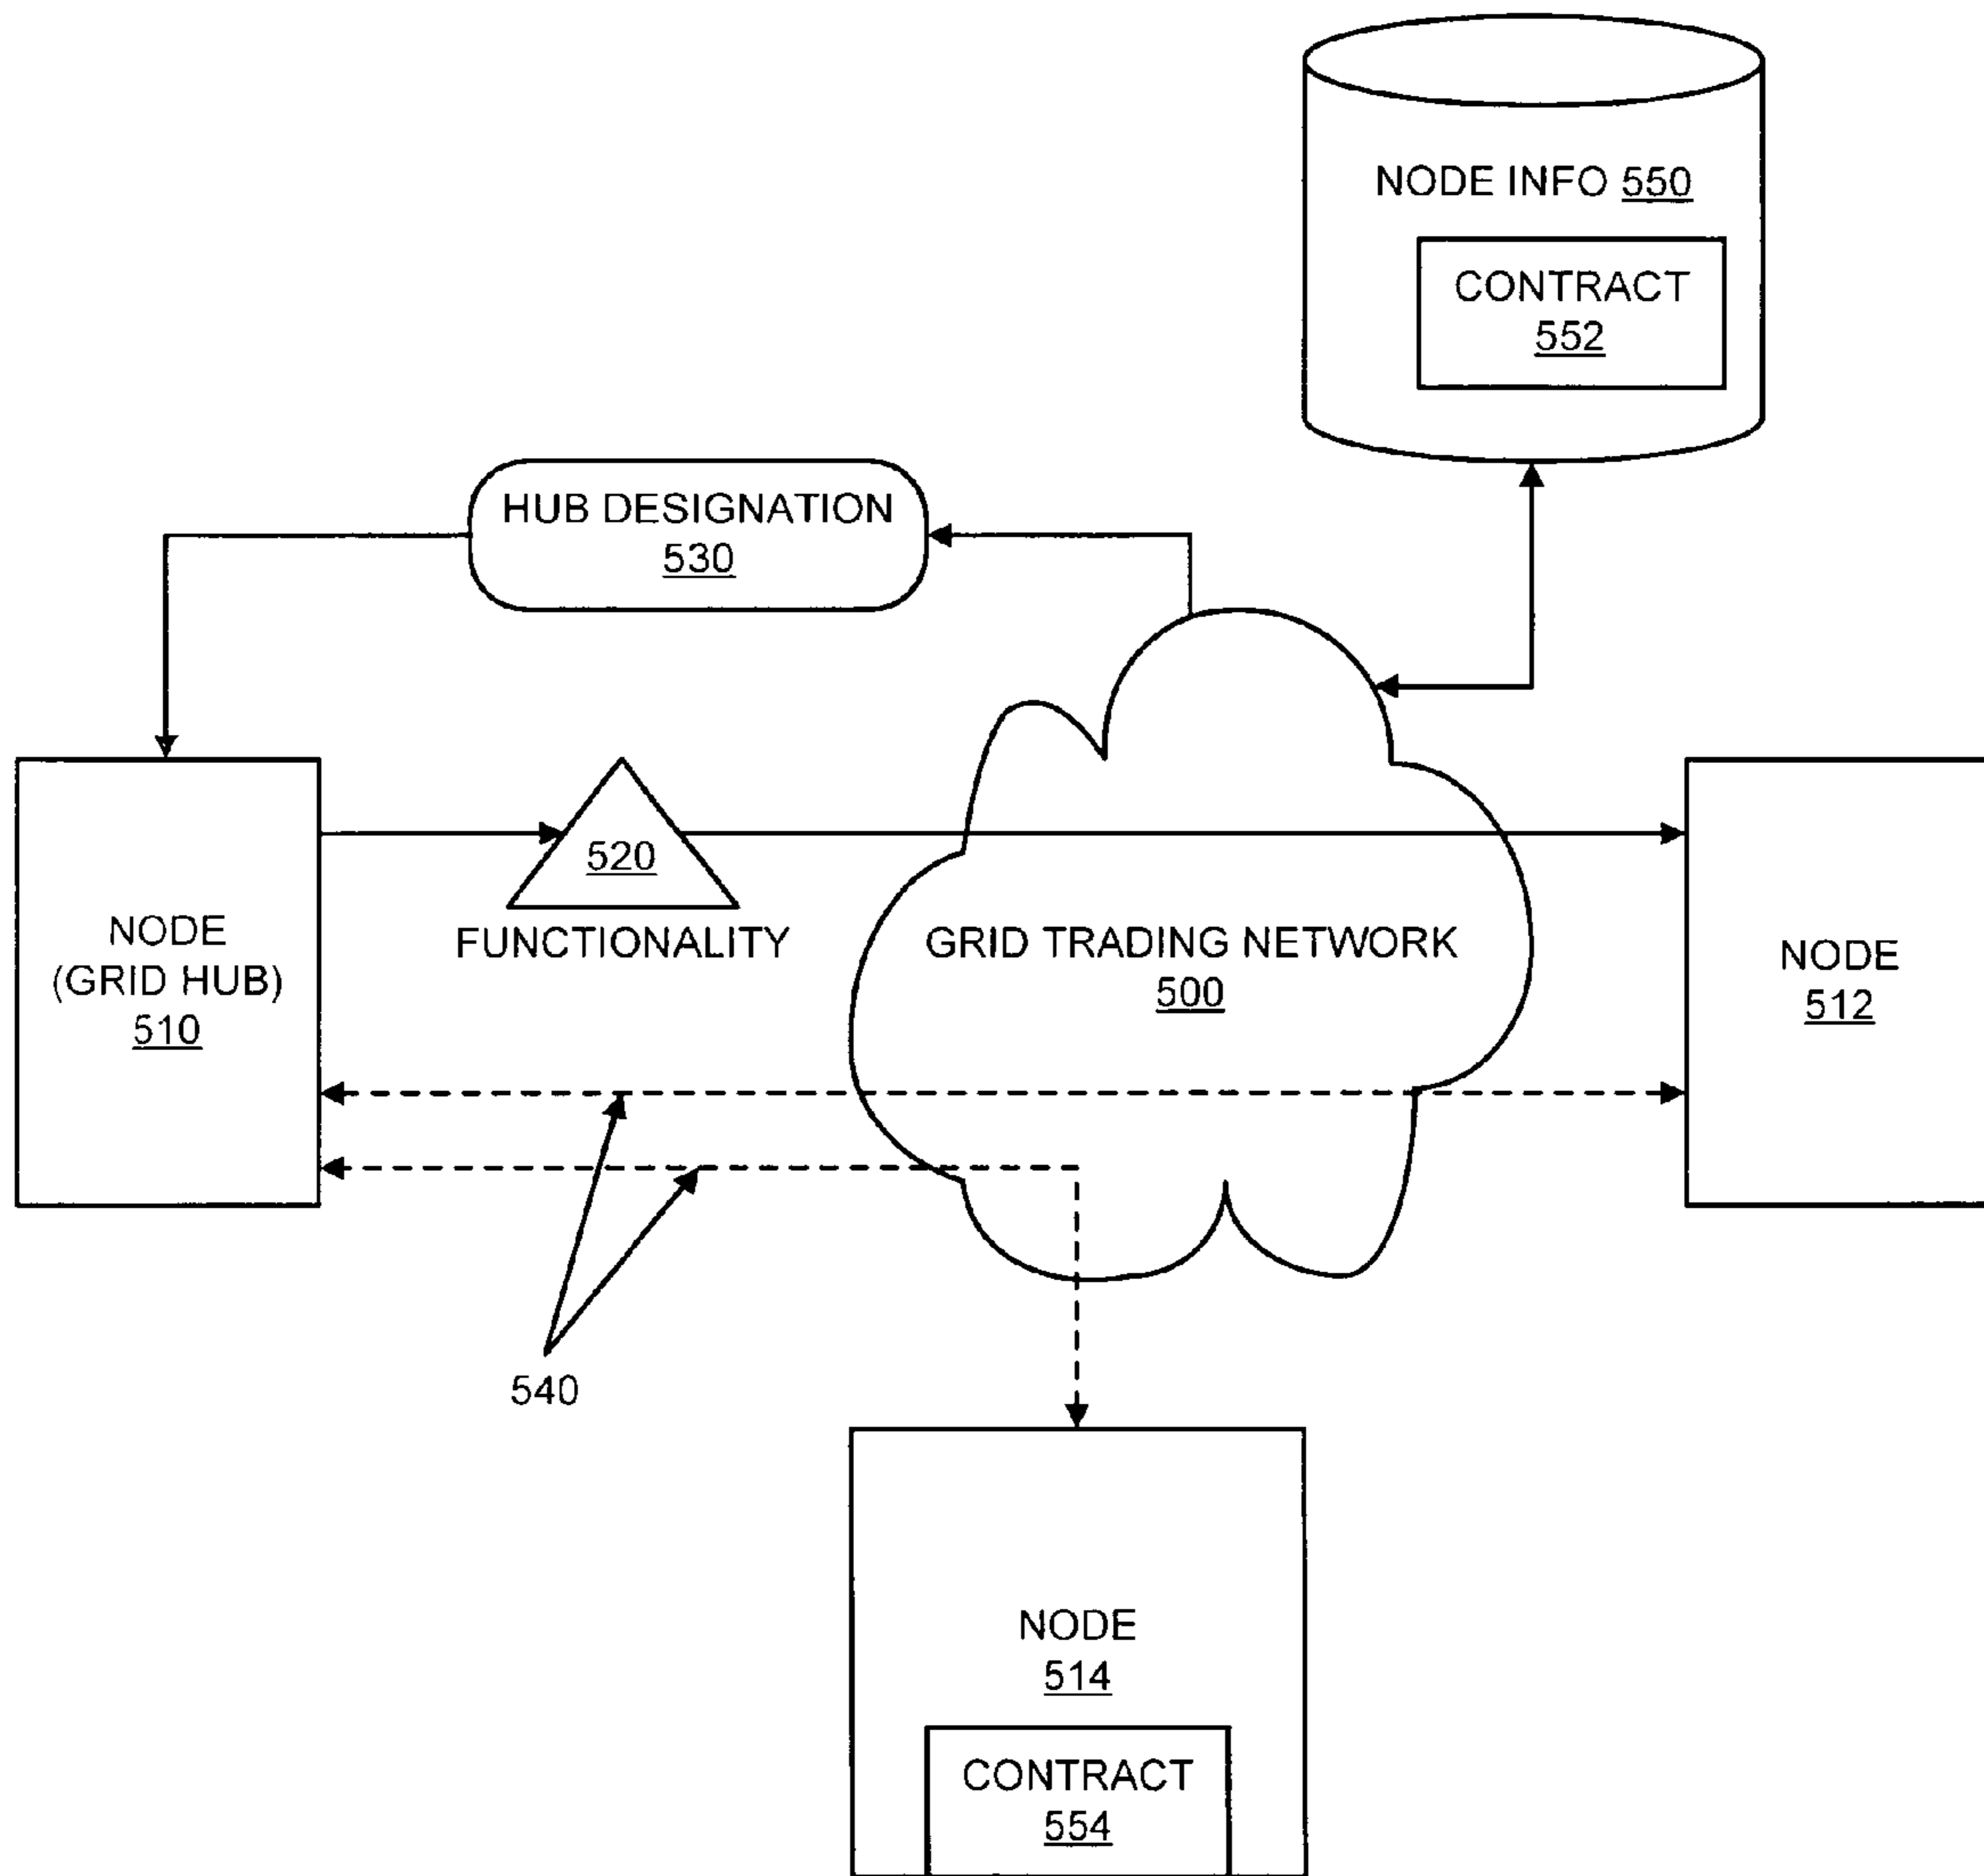 NODE INFO 550
CONTRACT
552
HUB DESIGNATION
530
520
FUNCTIONALITY
NODE
(GRID HUB)
510
GRID TRADING NETWORK
500
NODE
512
540
NODE
514
CONTRACT
554